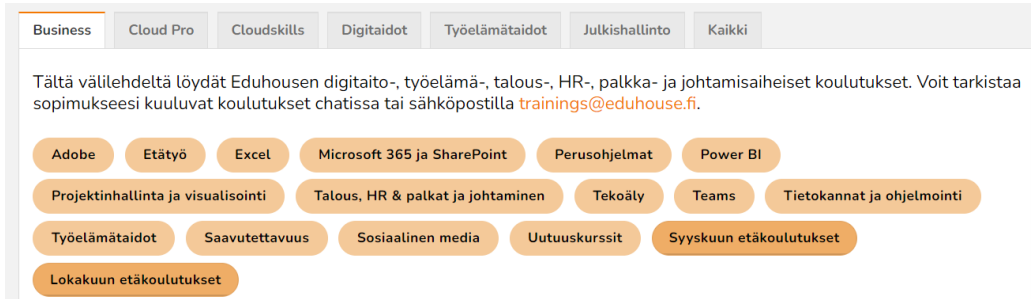 Business Cloud Pro Cloudskills Digitaidot Työelämätaidot Julkishallinto Kaikki
Tältä välilehdeltä löydät Eduhousen digitaito-, työelämä-, talous-, HR-, palkka- ja johtamisaiheiset koulutukset. Voit tarkistaa
sopimukseesi kuuluvat koulutukset chatissa tai sähköpostilla trainings@eduhouse.fi.
Adobe Etätyö Excel Microsoft 365 ja SharePoint Perusohjelmat Power BI
Projektinhallinta ja visualisointi Talous, HR & palkat ja johtaminen Tekoäly Teams Tietokannat ja ohjelmointi
Työelämätaidot Saavutettavuus Sosiaalinen media Uutuuskurssit Syyskuun etäkoulutukset
Lokakuun etäkoulutukset